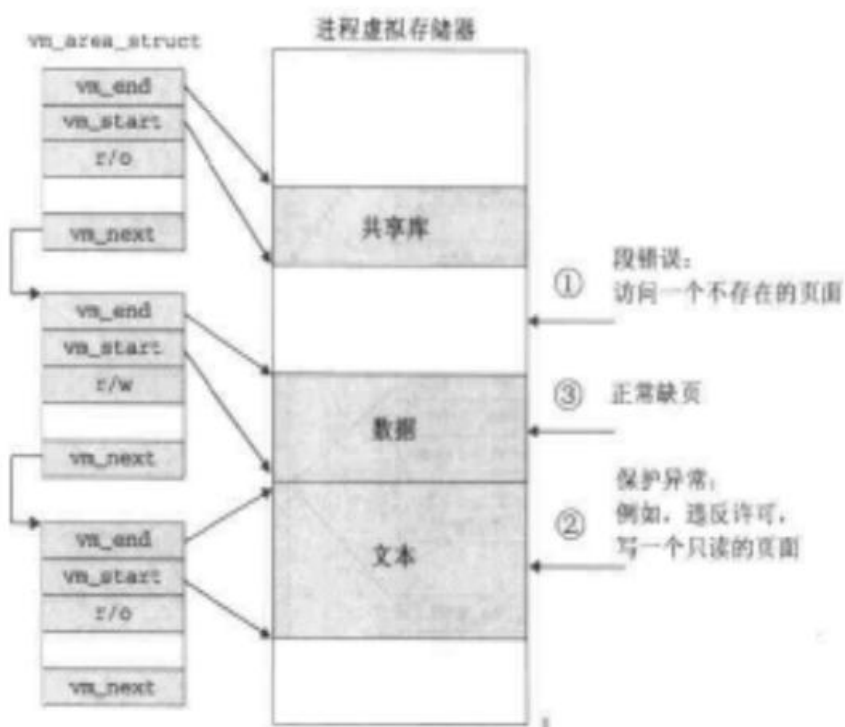 进程虚拟存储器
vm_area_struct
vm_end
vm_start
r/o
vm_next
共享库
①
段错误:
访问一个不存在的页面
vm_end
vm_start
r/w
vm_next
数据
③
正常缺页
vm_end
vm_start
r/o
vm_next
文本
②
保护异常:
例如,违反许可,
写一个只读的页面